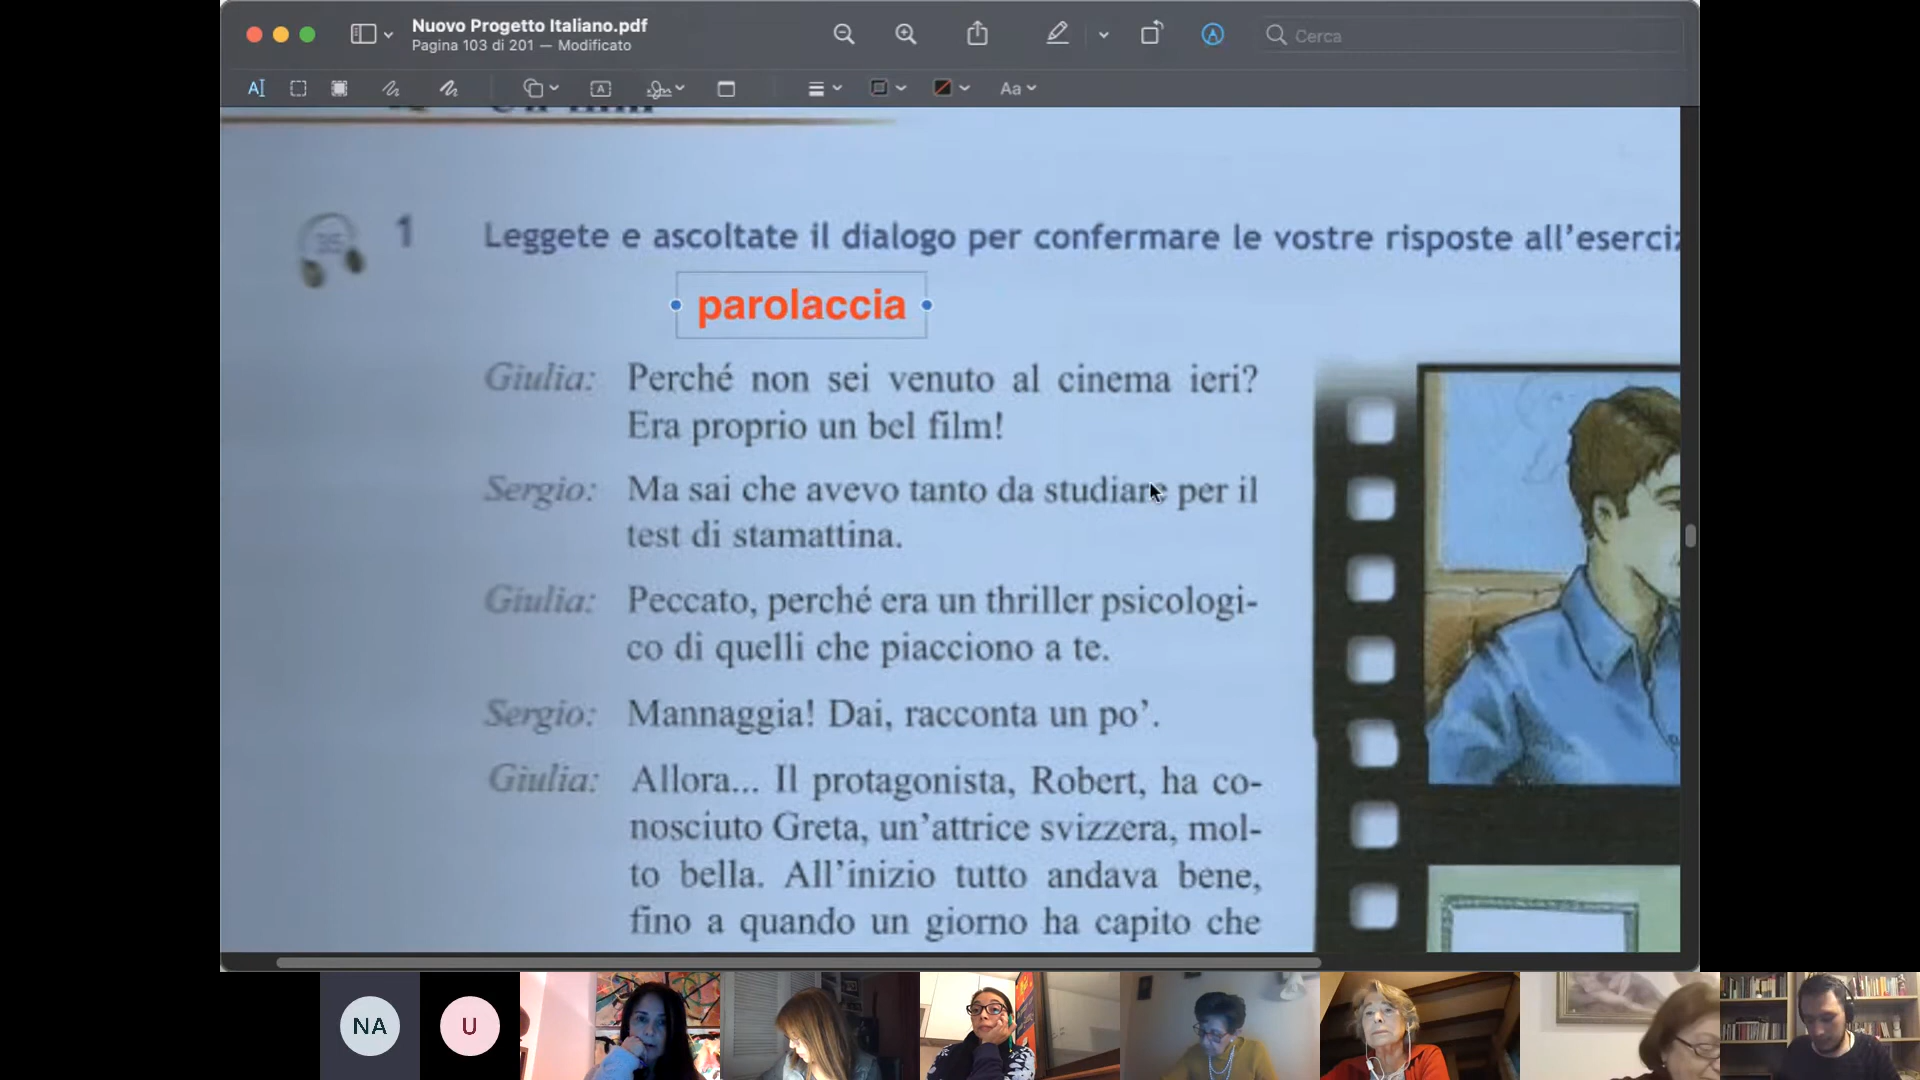 Nuovo Progetto Italiano.pdf
Pagina 103 di 201 — Modificato
Cerca
Aa
Un film
35
1 Leggete e ascoltate il dialogo per confermare le vostre risposte all'eserciz
parolaccia
Giulia: Perché non sei venuto al cinema ieri?
Era proprio un bel film!
Sergio: Ma sai che avevo tanto da studiare per il
test di stamattina.
Giulia: Peccato, perché era un thriller psicologi-
co di quelli che piacciono a te.
Sergio: Mannaggia! Dai, racconta un po'.
Giulia: Allora... Il protagonista, Robert, ha co-
nosciuto Greta, un'attrice svizzera, mol-
to bella. All'inizio tutto andava bene,
fino a quando un giorno ha capito che
NA
U